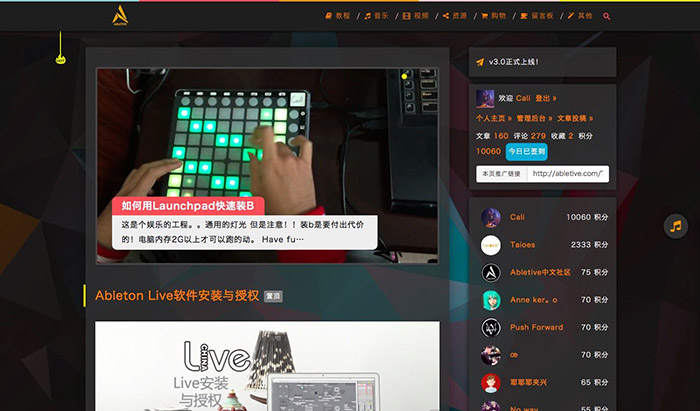 ABLETIVE
教程 / 音乐 / 视频 / 资源 / 购物 / 留言板 / 其他
v3.0正式上线!
欢迎 Cali 登出 »
个人主页 » 管理后台 » 文章投稿 »
文章 160 评论 279 收藏 2 积分
10060 今日已签到
本页推广链接 http://abletive.com/"
如何用Launchpad快速装B
这是个娱乐的工程。。通用的灯光 但是注意!!装b是要付出代价
的!电脑内存2G以上才可以跑的动。 Have fu…
Cali 10060 积分
Taioes 2333 积分
Abletive中文社区 75 积分
Anne ker。o 70 积分
Push Forward 70 积分
œ 70 积分
耶耶耶夹兴 65 积分
No way 55 积分
Ableton Live软件安装与授权 置顶
Live
CHINA
Live安装
与授权